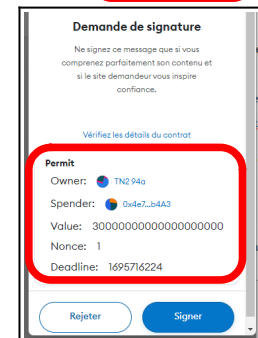 Demande de signature
Ne signez ce message que si vous
comprenez parfaitement son contenu et
si le site demandeur vous inspire
confiance.
Vérifiez les détails du contrat
Permit
Owner: TN2 94a
Spender: 0x4e7...b4A3
Value: 30000000000000000000
Nonce: 1
Deadline: 1695716224
Rejeter
Signer